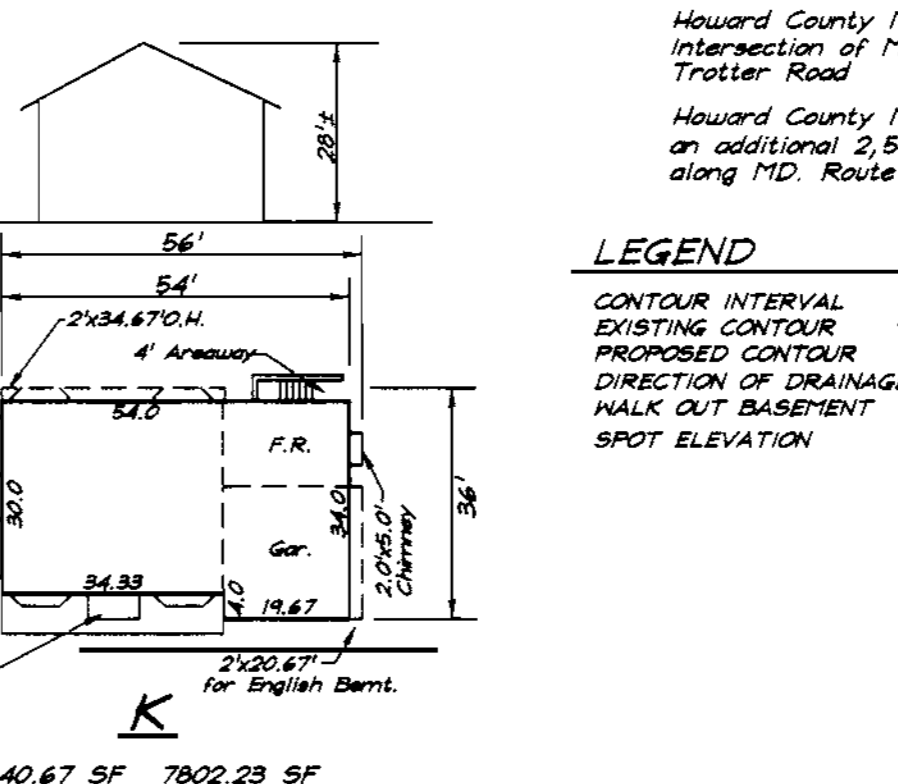 Howard County
Intersection of
Trotter Road
Howard County
an additional
along MD. Route
28'±
56'
54'
2'x34.67'O.H.
4' Areaway
54.0
F.R.
30.0
34.0
36'
2.0'x5.0'
Chimney
Gar.
34.33
4.0
19.67
2'x20.67'
for English Bsmt.
K
40.67 SF 7802.23 SF
LEGEND
CONTOUR INTERVAL
EXISTING CONTOUR
PROPOSED CONTOUR
DIRECTION OF DRAINAGE
WALK OUT BASEMENT
SPOT ELEVATION